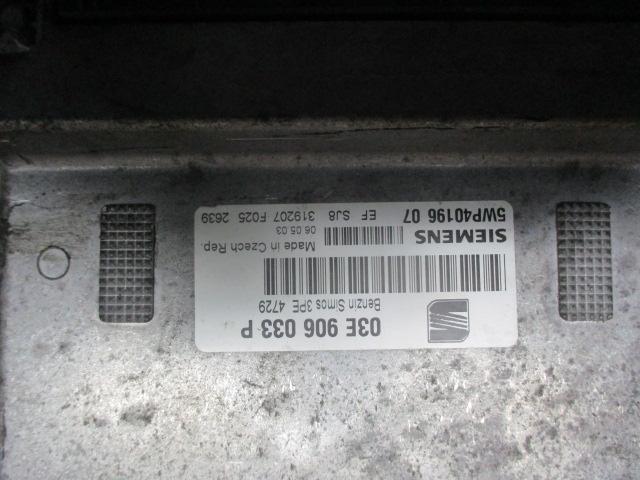 03E 906 033 P
Benzin Simos 3PE 4729
SIEMENS
Made in Czech Rep.
06 05 03
5WP40196 07
EF SJ8 319207 F025 2639